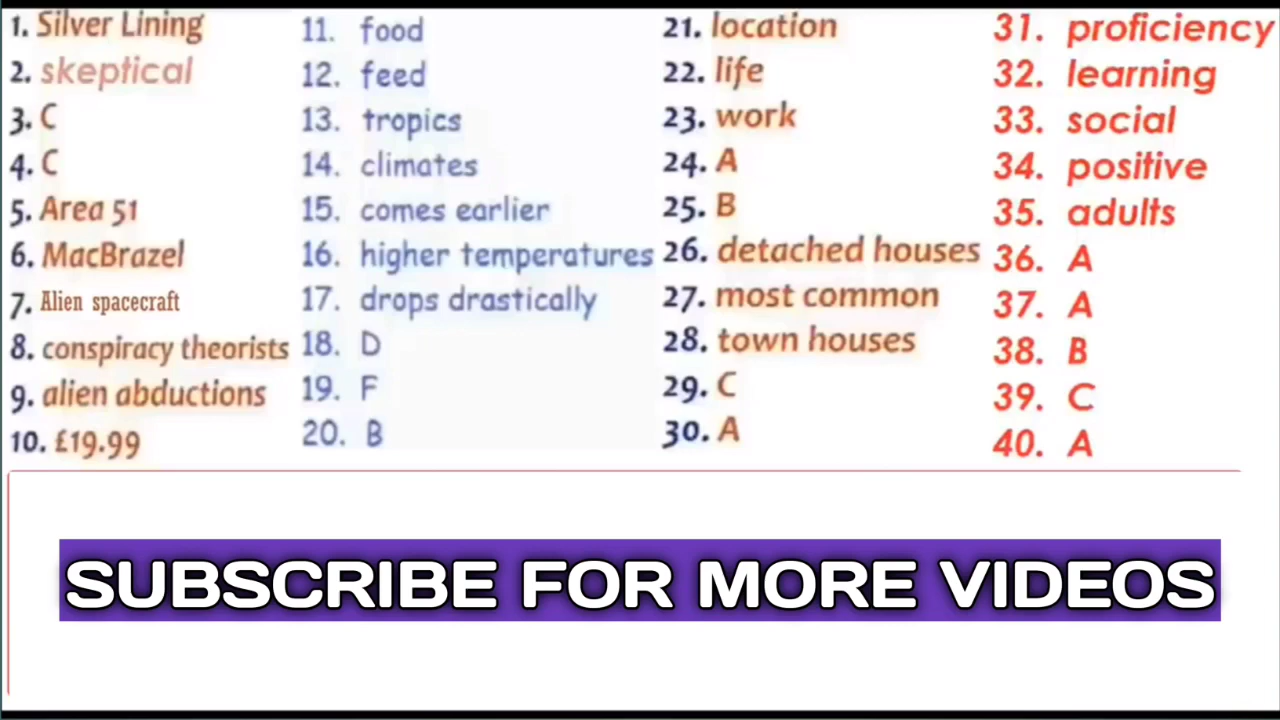 1. Silver Lining
2. skeptical
3. C
4. C
5. Area 51
6. MacBrazel
7. Alien spacecraft
8. conspiracy theorists
9. alien abductions
10. £19.99
11. food
12. feed
13. tropics
14. climates
15. comes earlier
16. higher temperatures
17. drops drastically
18. D
19. F
20. B
21. location
22. life
23. work
24. A
25. B
26. detached houses
27. most common
28. town houses
29. C
30. A
31. proficiency
32. learning
33. social
34. positive
35. adults
36. A
37. A
38. B
39. C
40. A
SUBSCRIBE FOR MORE VIDEOS